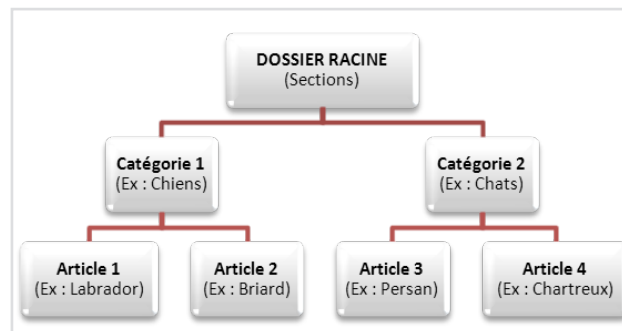 DOSSIER RACINE
(Sections)
Catégorie 1
(Ex : Chiens)
Catégorie 2
(Ex : Chats)
Article 1
(Ex : Labrador)
Article 2
(Ex : Briard)
Article 3
(Ex : Persan)
Article 4
(Ex : Chartreux)